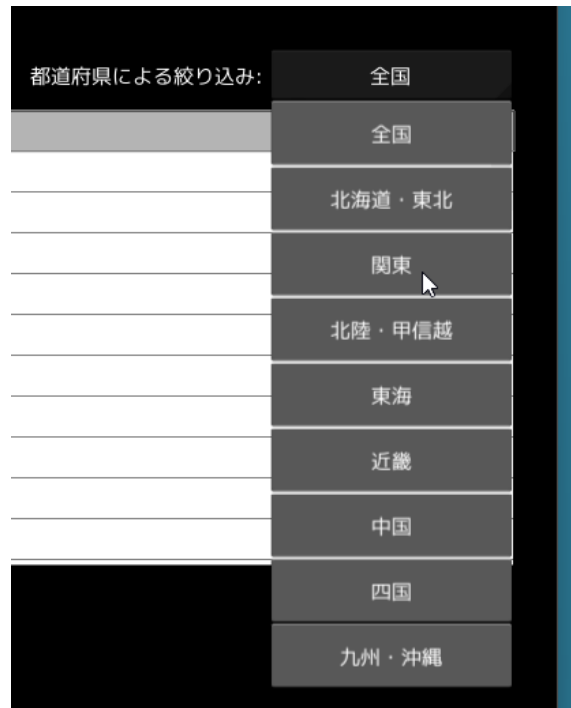 都道府県による絞り込み: 全国
全国
北海道・東北
関東
北陸・甲信越
東海
近畿
中国
四国
九州・沖縄